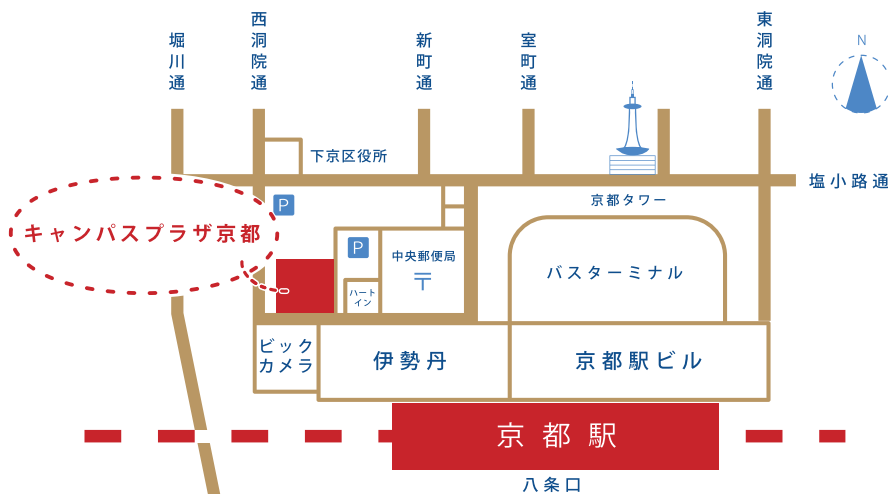 堀川通
西洞院通
新町通
室町通
東洞院通
N
下京区役所
塩小路通
京都タワー
P
キャンパスプラザ京都
P
中央郵便局
〒
ハート
イン
バスターミナル
ビック
カメラ
伊勢丹
京都駅ビル
京都駅
八条口